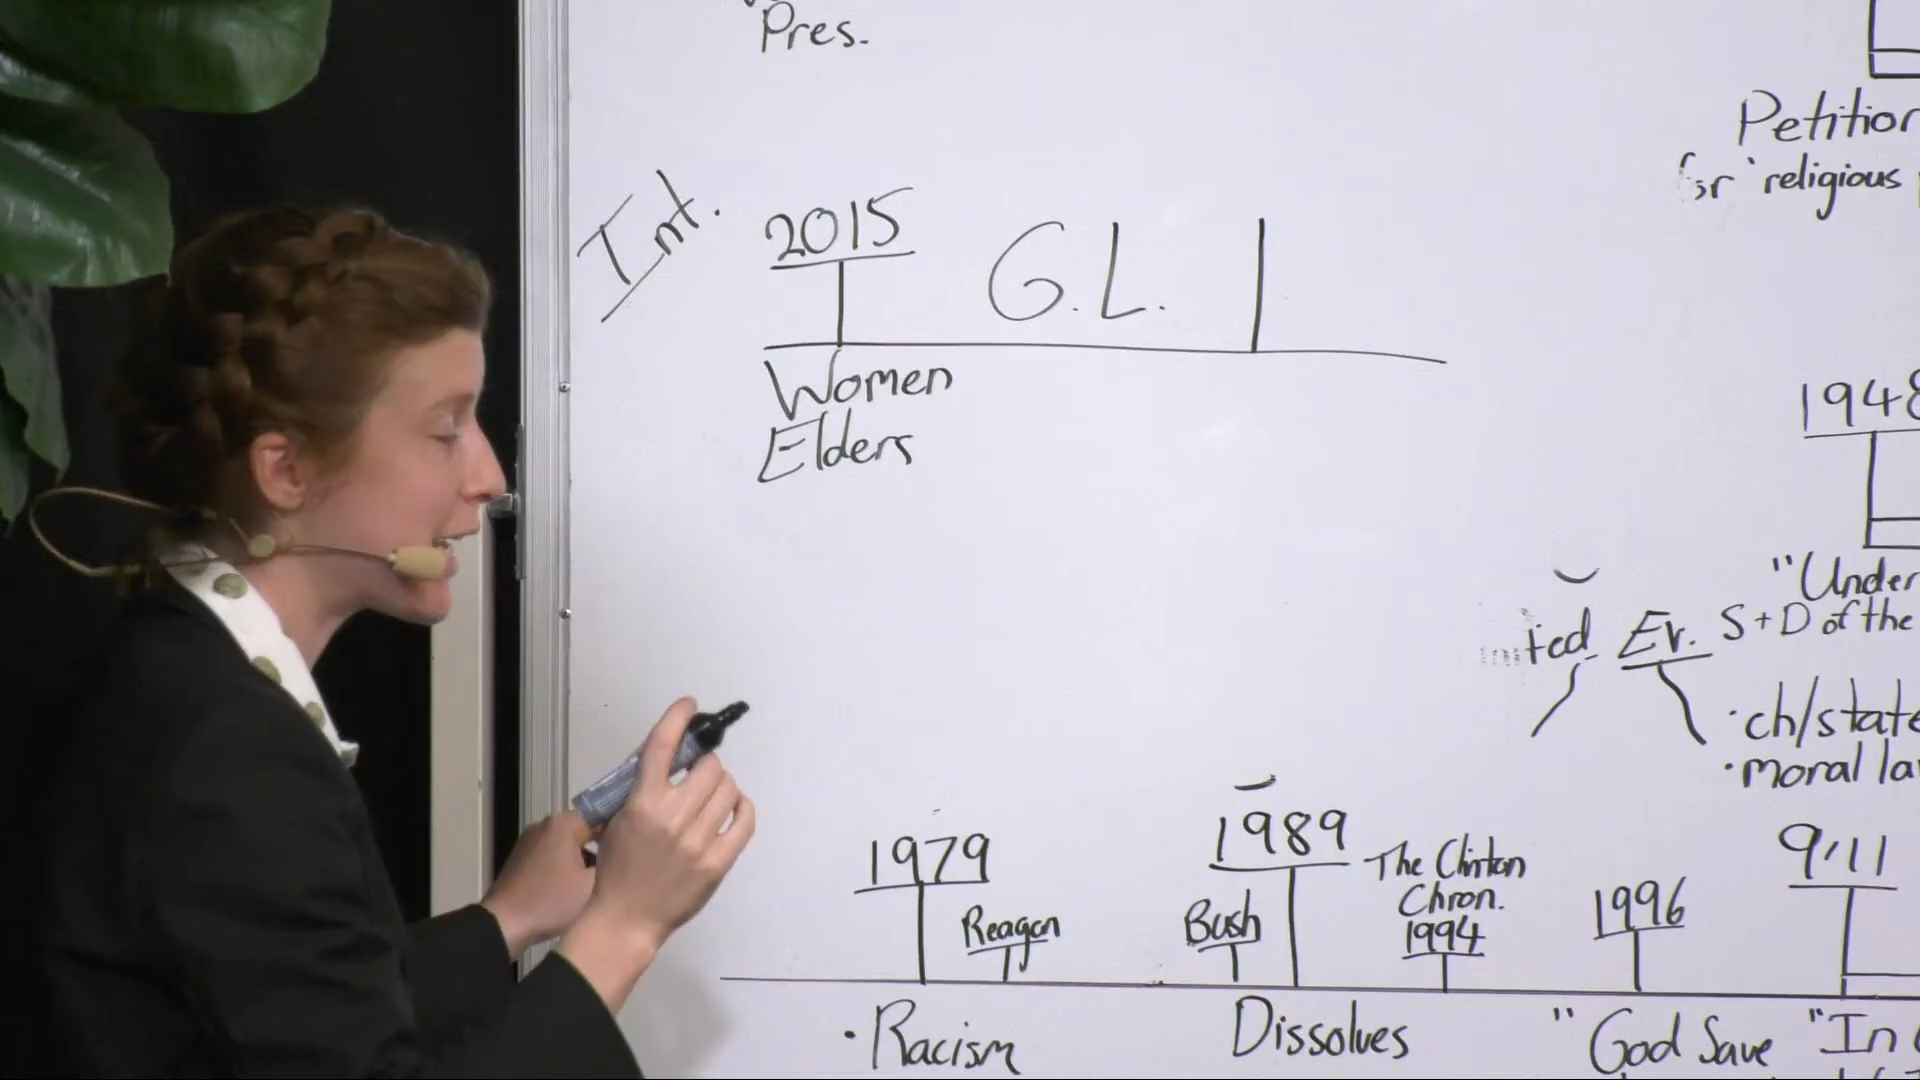 Pres.
Int.
2015 G.L.
Women
Elders
Petition
for religious
1948
"Under
Ev. S + D of the
• ch/state
• moral la
1979
Reagan
Bush
1989
The Clinton
Chron.
1994
1996
9/11
• Racism
Dissolves
"God Save
"In